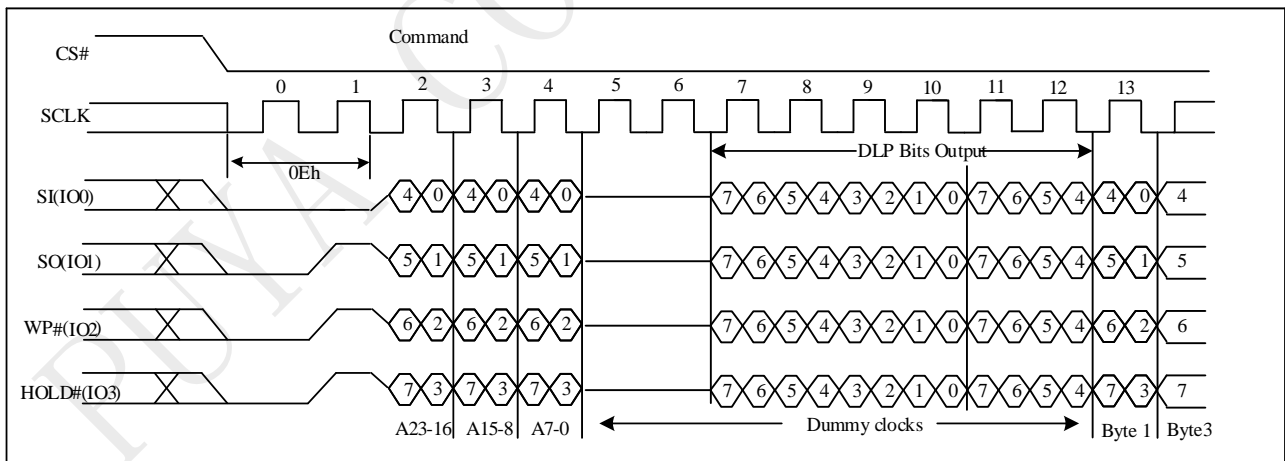 Command
CS#
0 1 2 3 4 5 6 7 8 9 10 11 12 13
SCLK
0Eh
DLP Bits Output
SI(IO0) 4 0 4 0 4 0 7 6 5 4 3 2 1 0 7 6 5 4 4 0 4
SO(IO1) 5 1 5 1 5 1 7 6 5 4 3 2 1 0 7 6 5 4 5 1 5
WP#(IO2) 6 2 6 2 6 2 7 6 5 4 3 2 1 0 7 6 5 4 6 2 6
HOLD#(IO3) 7 3 7 3 7 3 7 6 5 4 3 2 1 0 7 6 5 4 7 3 7
A23-16 A15-8 A7-0 Dummy clocks Byte 1 Byte3
PUYA CO